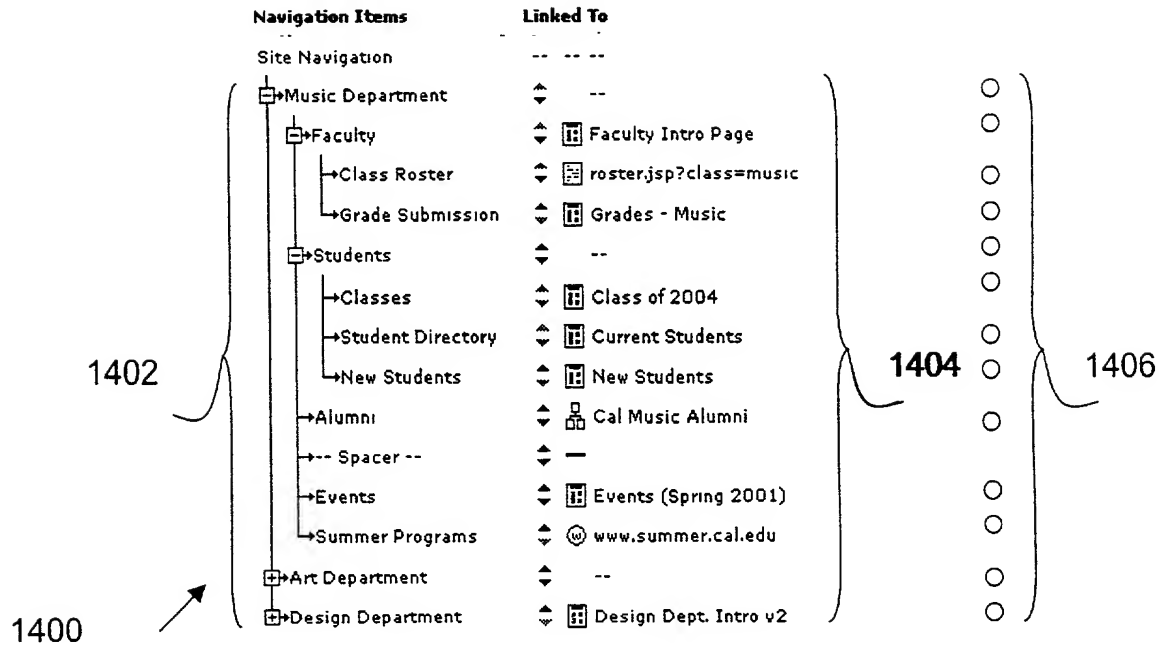 Navigation Items Linked To
Site Navigation -- -- --
Music Department --
Faculty Faculty Intro Page
Class Roster roster.jsp?class=music
Grade Submission Grades - Music
Students --
Classes Class of 2004
Student Directory Current Students
1402 New Students New Students 1404 1406
Alumni Cal Music Alumni
-- Spacer -- —
Events Events (Spring 2001)
Summer Programs www.summer.cal.edu
Art Department --
1400 Design Department Design Dept. Intro v2